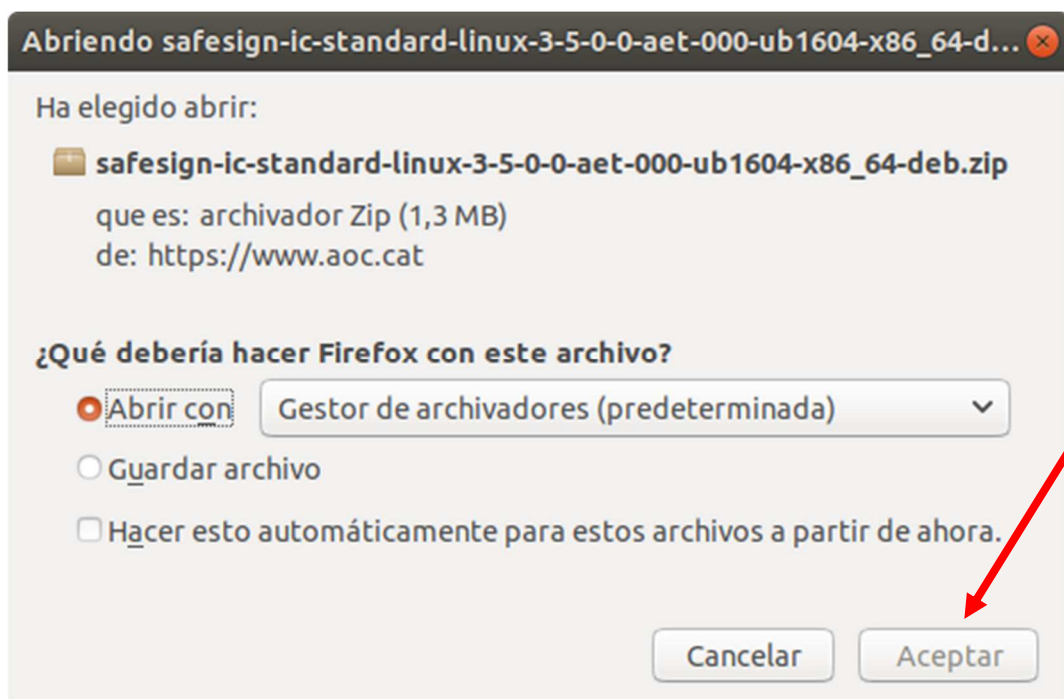 Abriendo safesign-ic-standard-linux-3-5-0-0-aet-000-ub1604-x86_64-d...
Ha elegido abrir:
safesign-ic-standard-linux-3-5-0-0-aet-000-ub1604-x86_64-deb.zip
que es: archivador Zip (1,3 MB)
de: https://www.aoc.cat
¿Qué debería hacer Firefox con este archivo?
Abrir con Gestor de archivadores (predeterminada)
Guardar archivo
Hacer esto automáticamente para estos archivos a partir de ahora.
Cancelar Aceptar